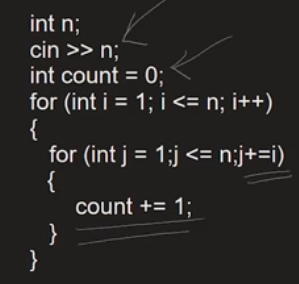 int n;
cin >> n;
int count = 0;
for (int i = 1; i <= n; i++)
{
for (int j = 1;j <= n;j+=i)
{
count += 1;
}
}